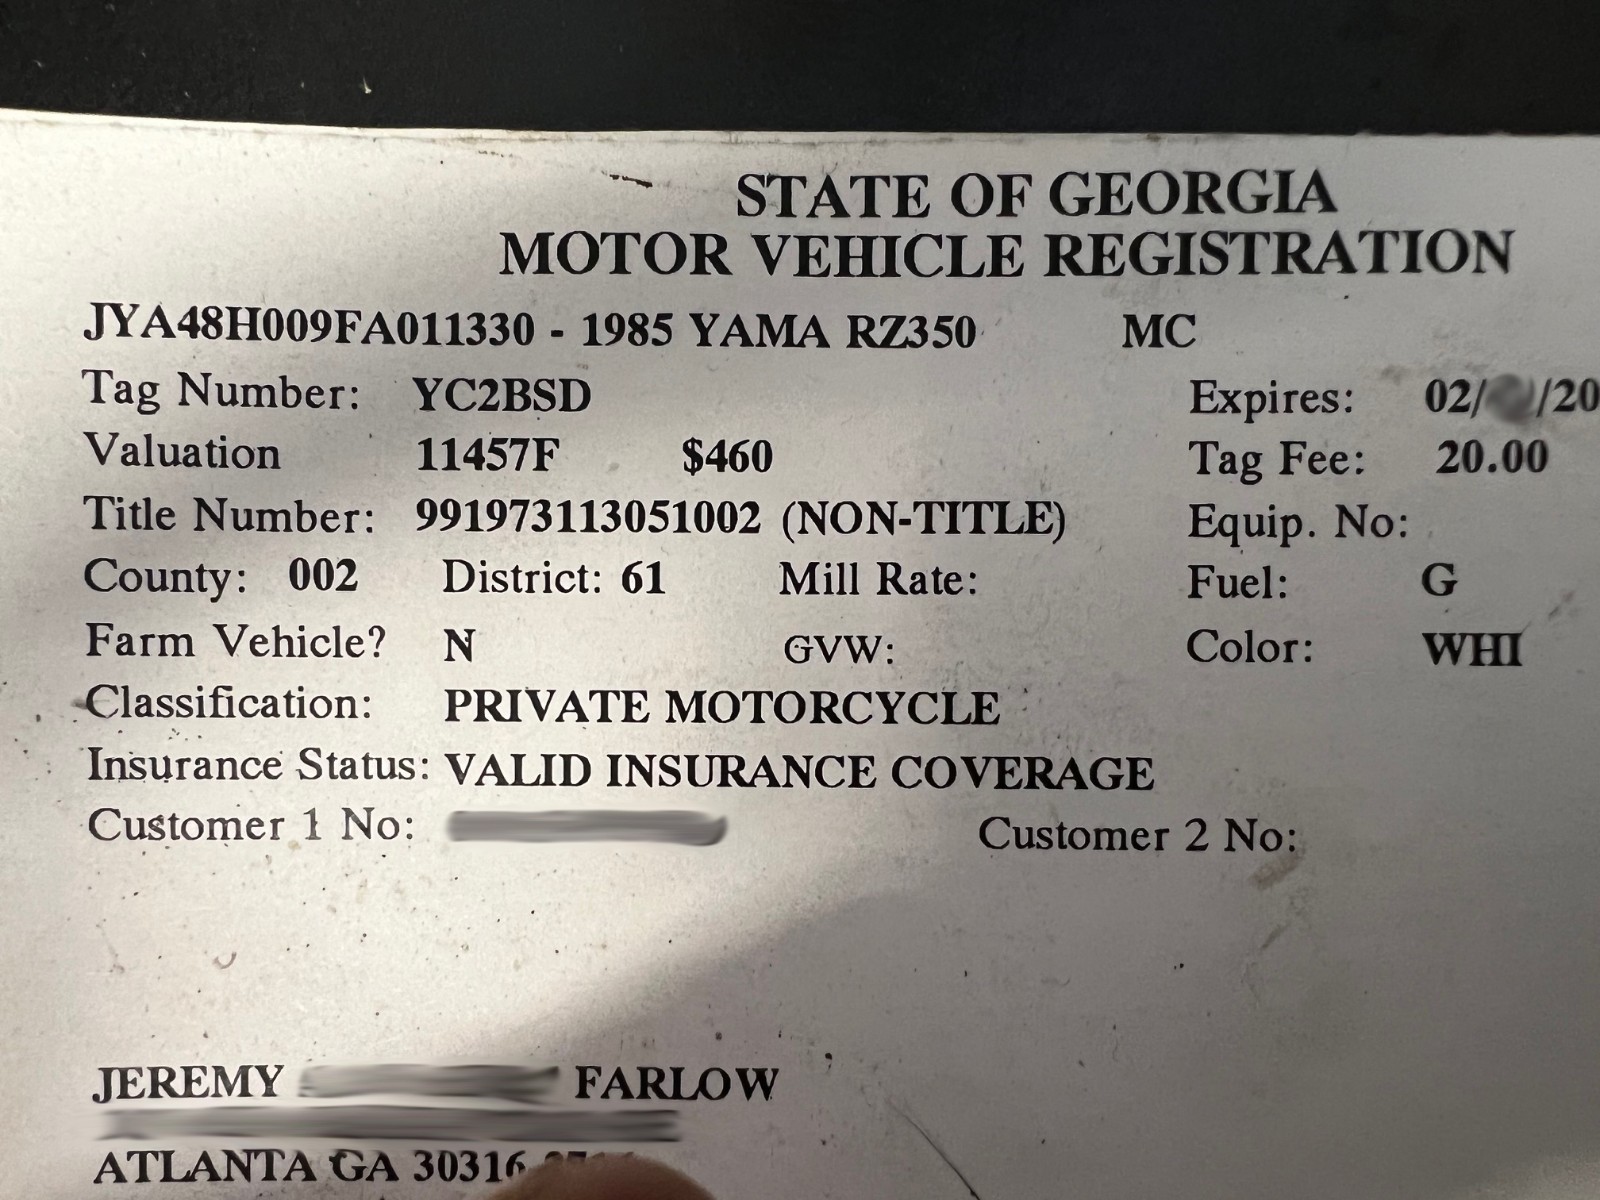 STATE OF GEORGIA
MOTOR VEHICLE REGISTRATION
JYA48H009FA011330 - 1985 YAMA RZ350 MC
Tag Number: YC2BSD Expires: 02/ /20
Valuation 11457F $460 Tag Fee: 20.00
Title Number: 991973113051002 (NON-TITLE) Equip. No:
County: 002 District: 61 Mill Rate: Fuel: G
Farm Vehicle? N GVW: Color: WHI
Classification: PRIVATE MOTORCYCLE
Insurance Status: VALID INSURANCE COVERAGE
Customer 1 No: Customer 2 No:
JEREMY FARLOW
ATLANTA GA 30316